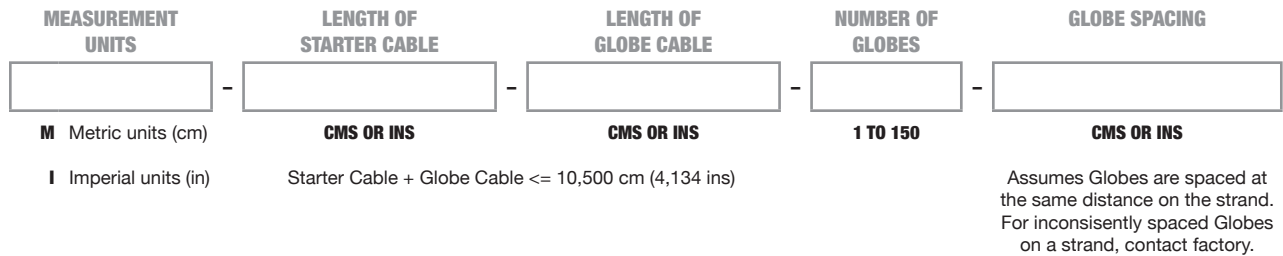 MEASUREMENT
UNITS
LENGTH OF
STARTER CABLE
LENGTH OF
GLOBE CABLE
NUMBER OF
GLOBES
GLOBE SPACING
– – – –
M Metric units (cm)
CMS OR INS
CMS OR INS
1 TO 150
CMS OR INS
I Imperial units (in)
Starter Cable + Globe Cable <= 10,500 cm (4,134 ins)
Assumes Globes are spaced at
the same distance on the strand.
For inconsisently spaced Globes
on a strand, contact factory.